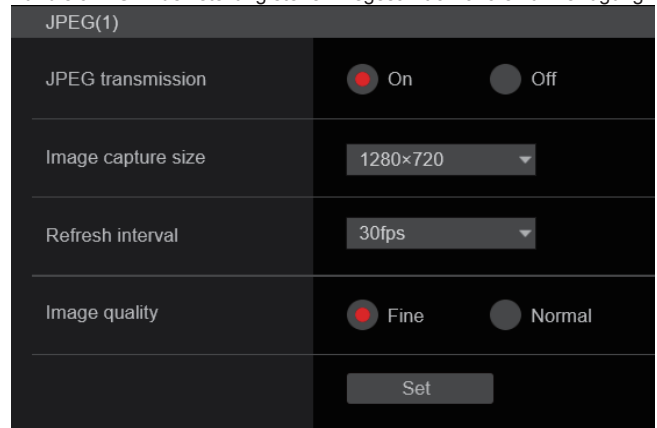 JPEG(1)
JPEG transmission On Off
Image capture size 1280×720
Refresh interval 30fps
Image quality Fine Normal
Set